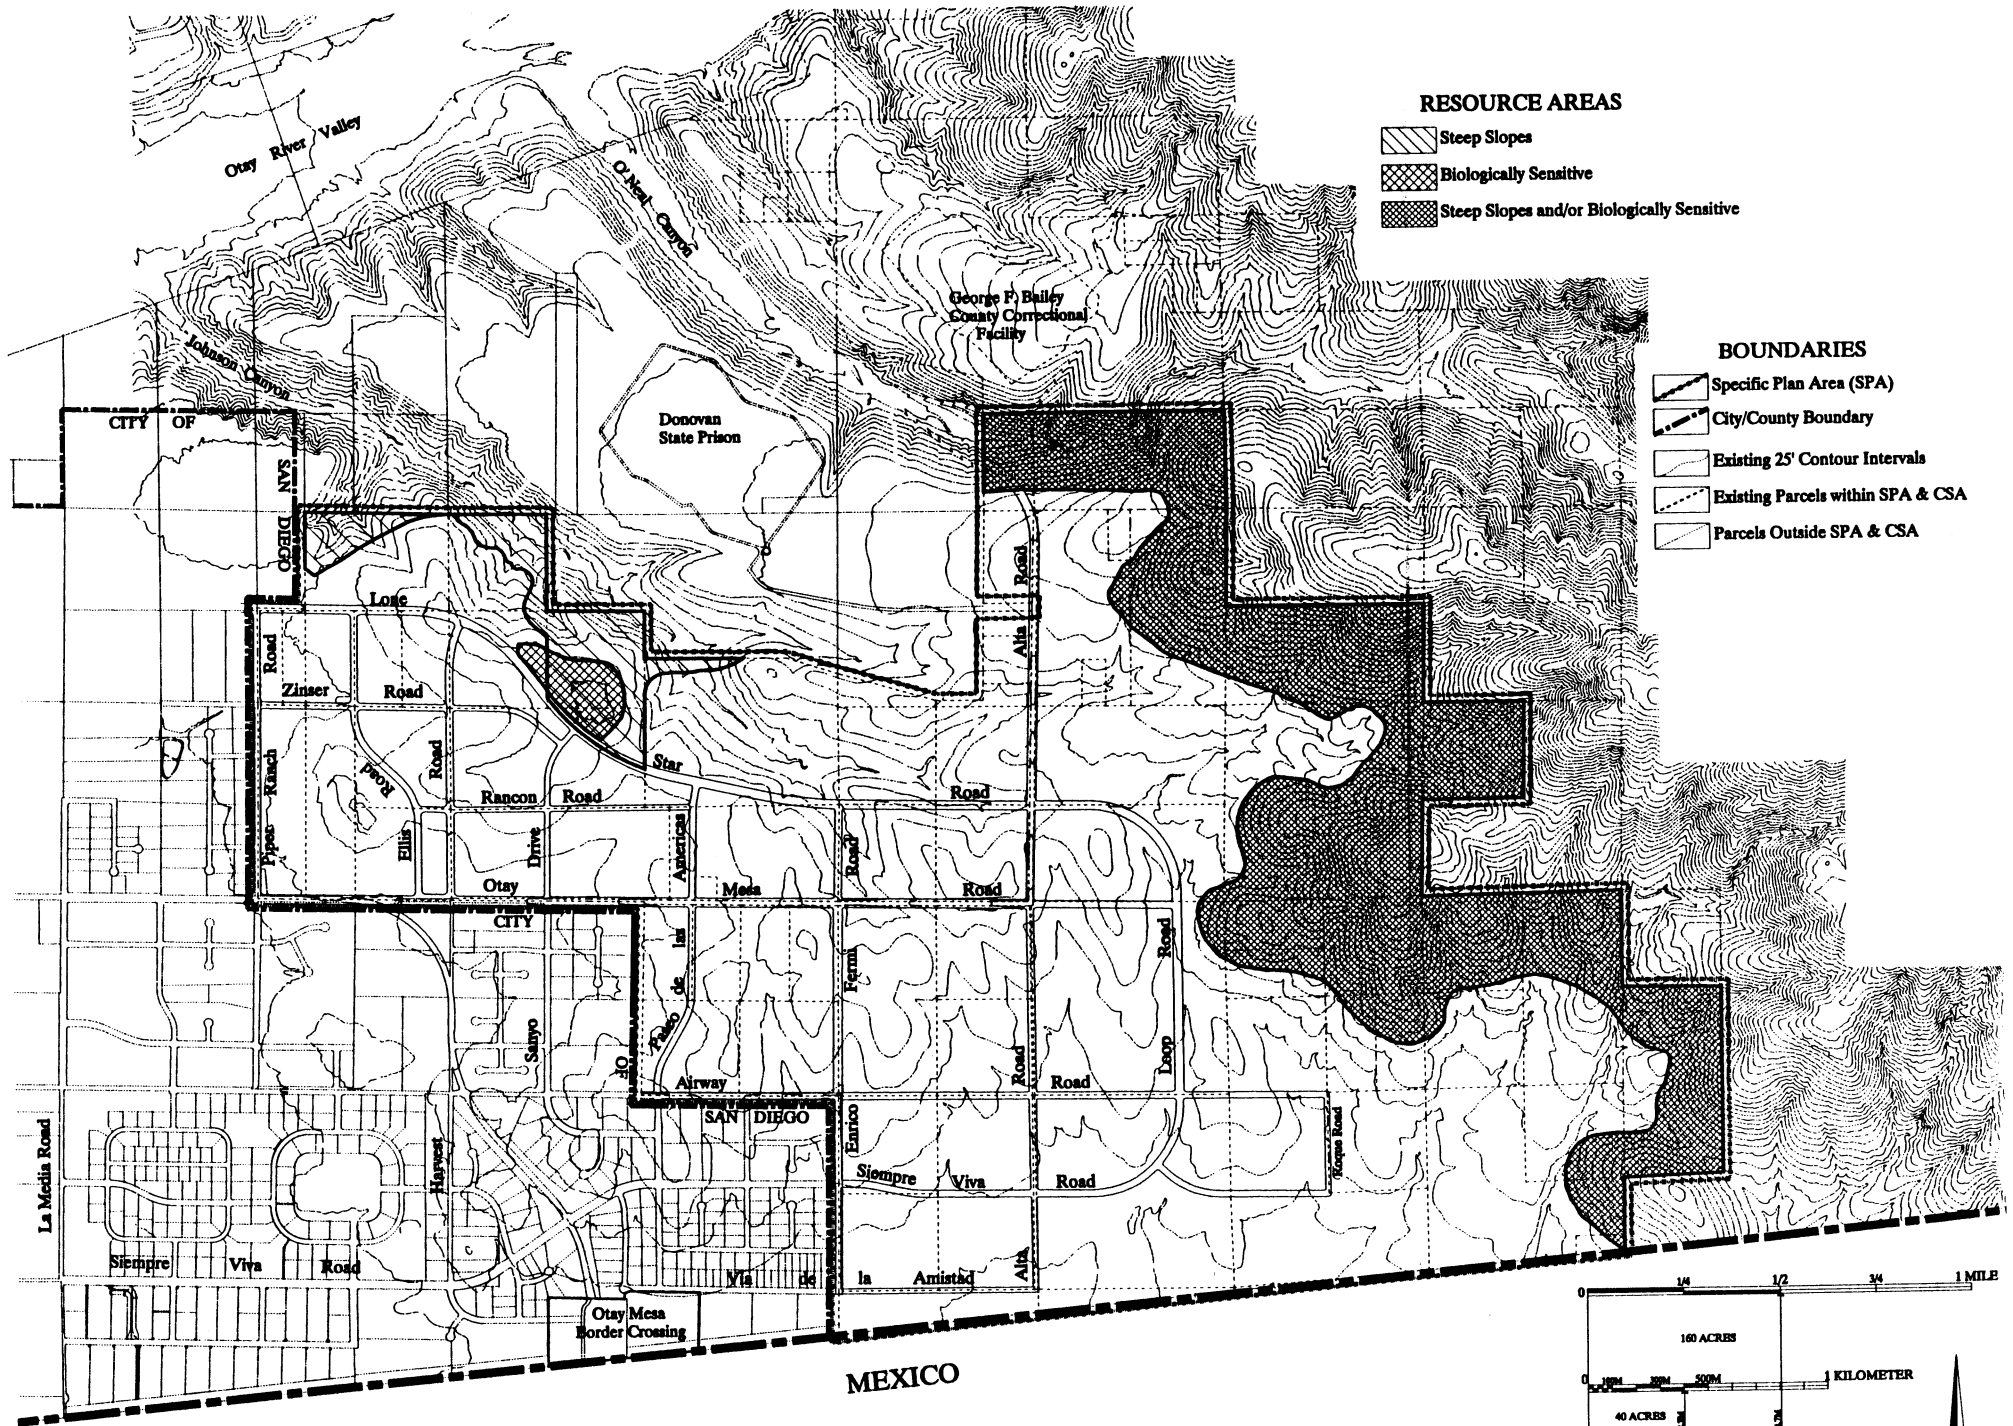 RESOURCE AREAS
Steep Slopes
Biologically Sensitive
Steep Slopes and/or Biologically Sensitive
BOUNDARIES
Specific Plan Area (SPA)
City/County Boundary
Existing 25' Contour Intervals
Existing Parcels within SPA & CSA
Parcels Outside SPA & CSA
Otay River Valley
O'Neal Canyon
Johnson Canyon
George F. Bailey
County Correctional
Facility
Donovan
State Prison
CITY OF
SAN DIEGO
Lone
Star
Road
Zinser Road
Piper Ranch Road
Road
Road
Ellis
Rancon Road
Drive
Sanyo
Otay Mesa Road
CITY
OF
SAN DIEGO
Paseo de las Americas
Enrico Fermi Road
Alta Road
Alta Road
Loop Road
Airway Road
Roque Road
Siempre Viva Road
La Media Road
Harvest
Siempre Viva Road
Via de la Amistad
Otay Mesa
Border Crossing
MEXICO
0 1/4 1/2 3/4 1 MILE
160 ACRES
0 100M 300M 500M 1 KILOMETER
40 ACRES